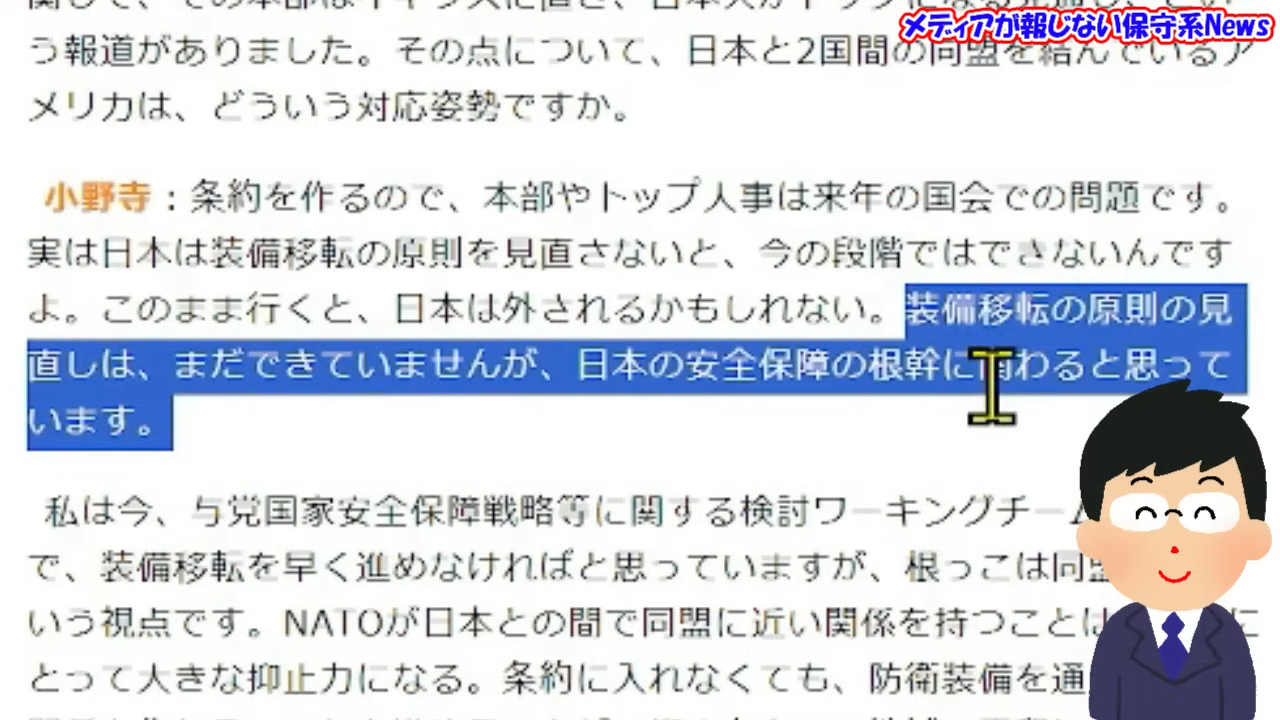 メディアが報じない保守系News
う報道がありました。その点について、日本と2国間の同盟を結んでいるア
メリカは、どういう対応姿勢ですか。
小野寺：条約を作るので、本部やトップ人事は来年の国会での問題です。
実は日本は装備移転の原則を見直さないと、今の段階ではできないんです
よ。このまま行くと、日本は外されるかもしれない。装備移転の原則の見
直しは、まだできていませんが、日本の安全保障の根幹に関わると思って
います。
私は今、与党国家安全保障戦略等に関する検討ワーキングチーム
で、装備移転を早く進めなければと思っていますが、根っこは同盟
いう視点です。NATOが日本との間で同盟に近い関係を持つことは に
とって大きな抑止力になる。条約に入れなくても、防衛装備を通